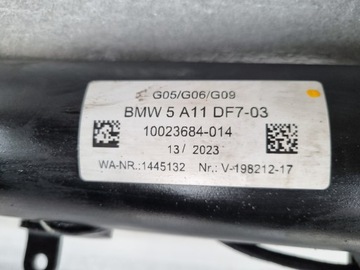 G05/G06/G09
BMW 5 A11 DF7-03
10023684-014
13/ 2023
WA-NR.:1445132 Nr.: V-198212-17